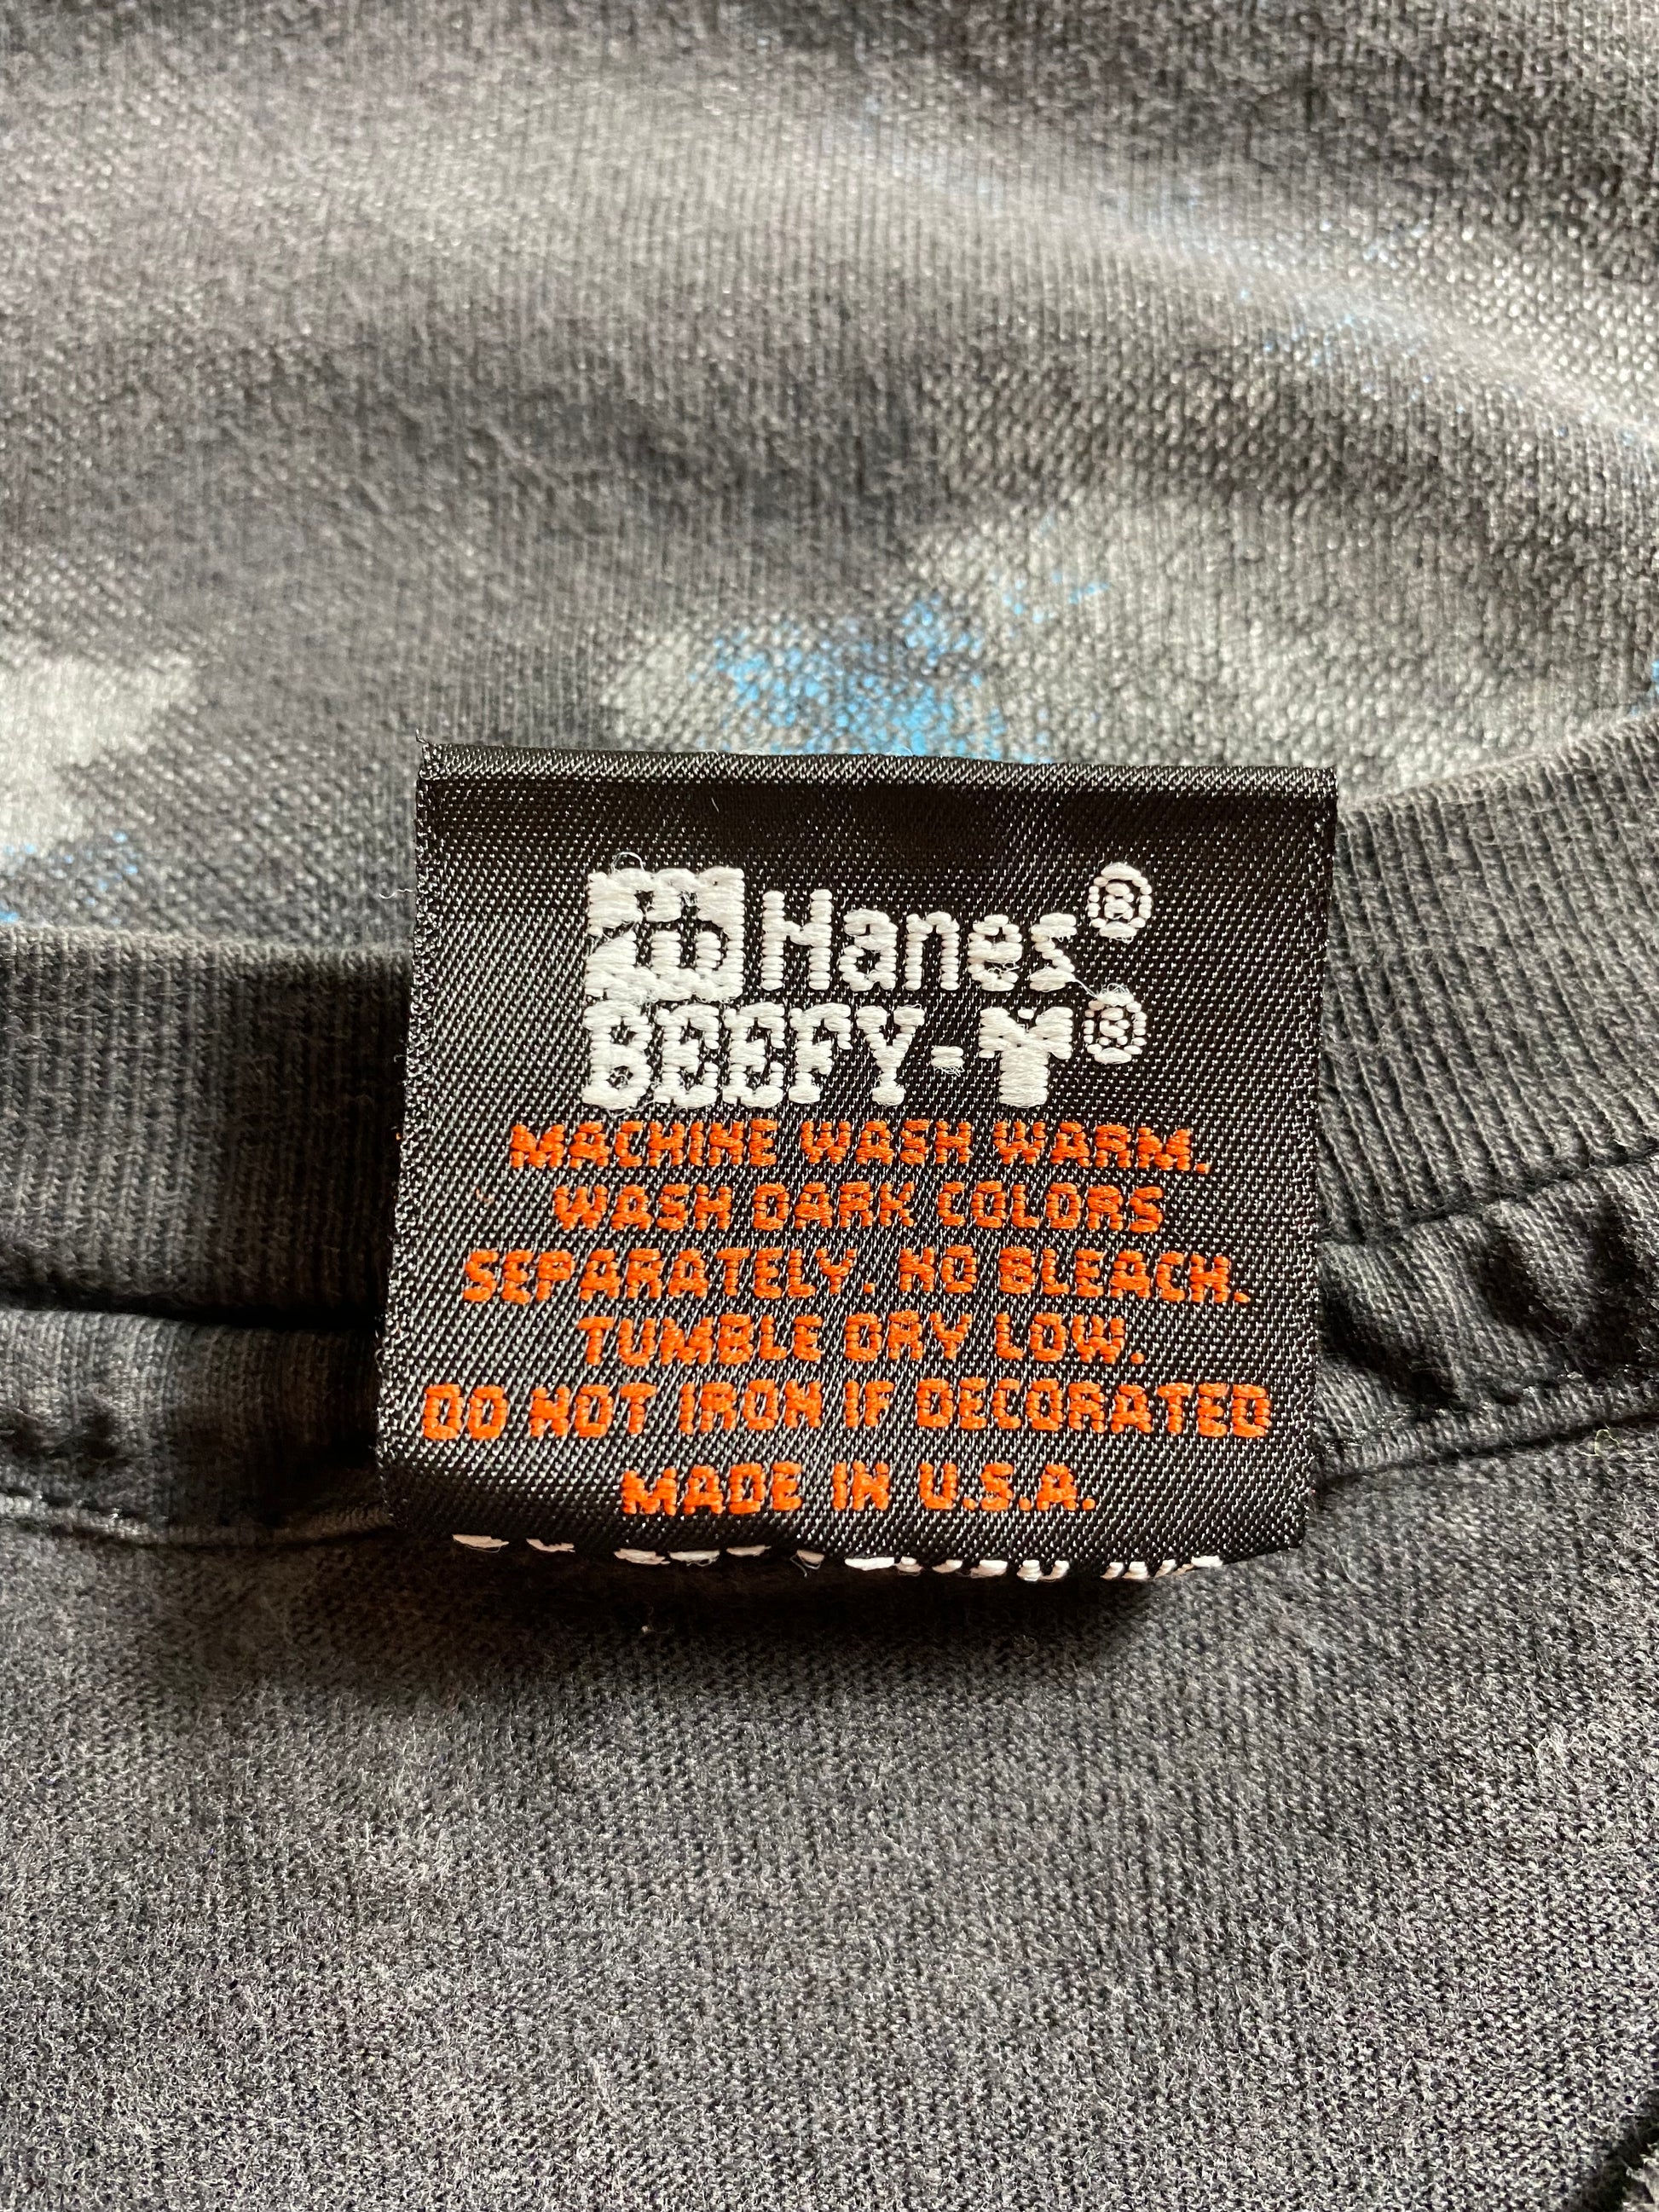 Hanes®
BEEFY-T®
MACHINE WASH WARM.
WASH DARK COLORS
SEPARATELY. NO BLEACH.
TUMBLE DRY LOW.
DO NOT IRON IF DECORATED
MADE IN U.S.A.